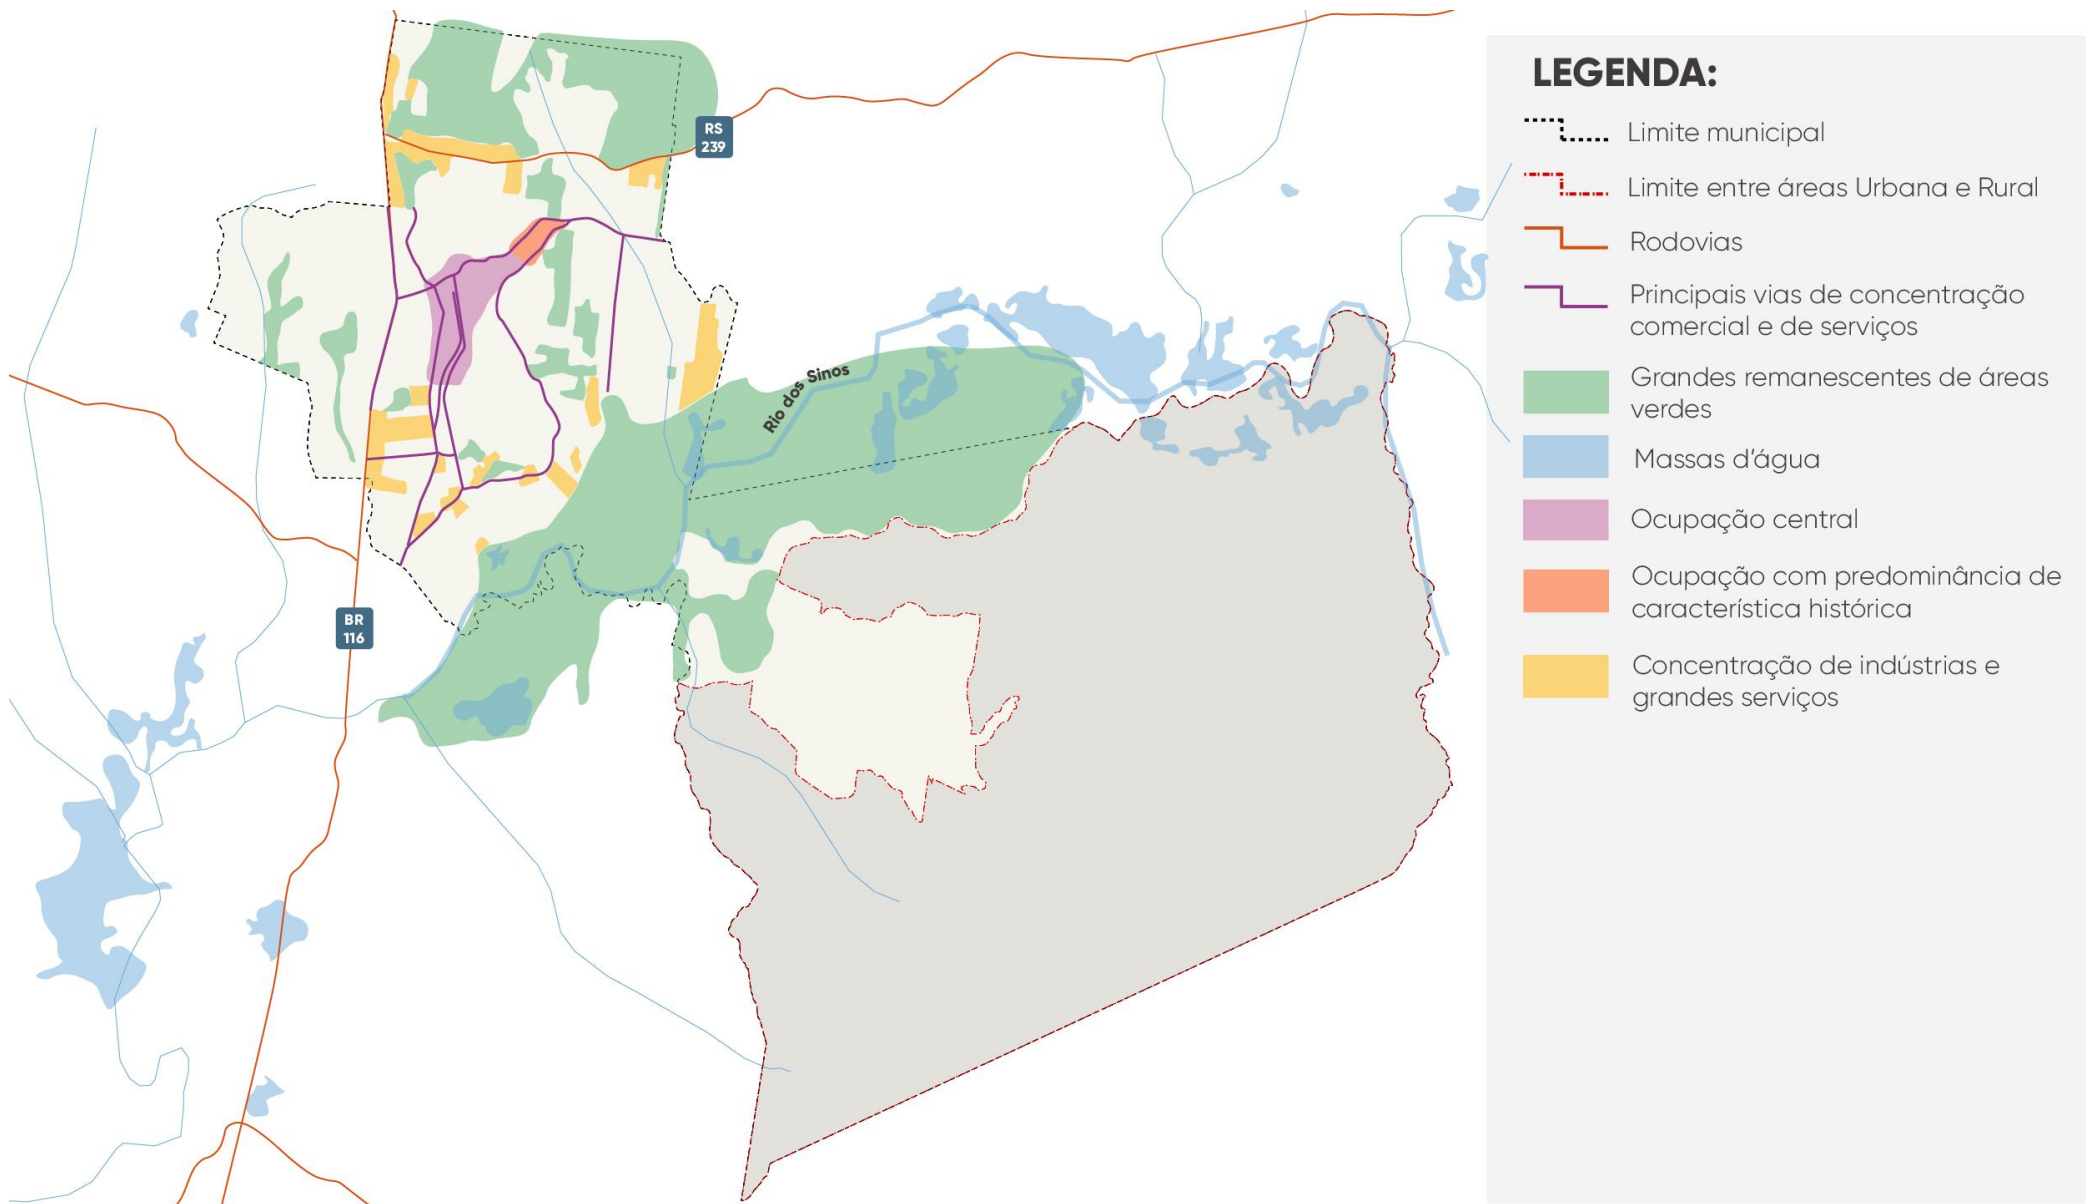 RS
239
Rio dos Sinos
BR
116
LEGENDA:
Limite municipal
Limite entre áreas Urbana e Rural
Rodovias
Principais vias de concentração
comercial e de serviços
Grandes remanescentes de áreas
verdes
Massas d'água
Ocupação central
Ocupação com predominância de
característica histórica
Concentração de indústrias e
grandes serviços